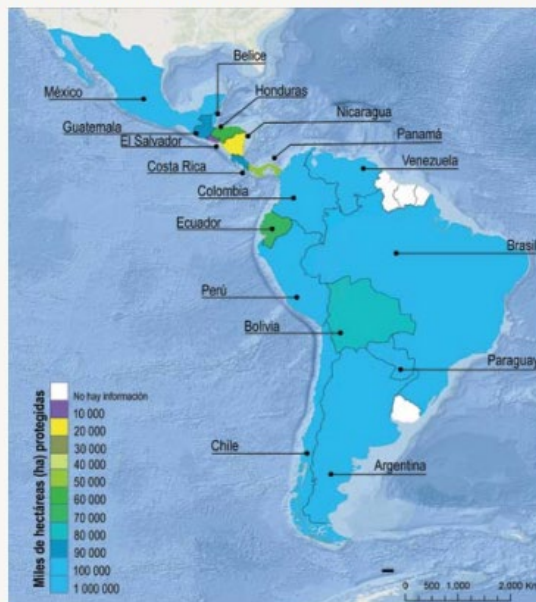 Belice
México
Honduras
Nicaragua
Guatemala
El Salvador
Panamá
Costa Rica
Venezuela
Colombia
Ecuador
Brasil
Perú
Bolivia
Paraguay
Chile
Argentina
Miles de hectáreas (ha) protegidas
No hay información
10 000
20 000
30 000
40 000
50 000
60 000
70 000
80 000
90 000
100 000
1 000 000
0 500 1.000 2.000 Km